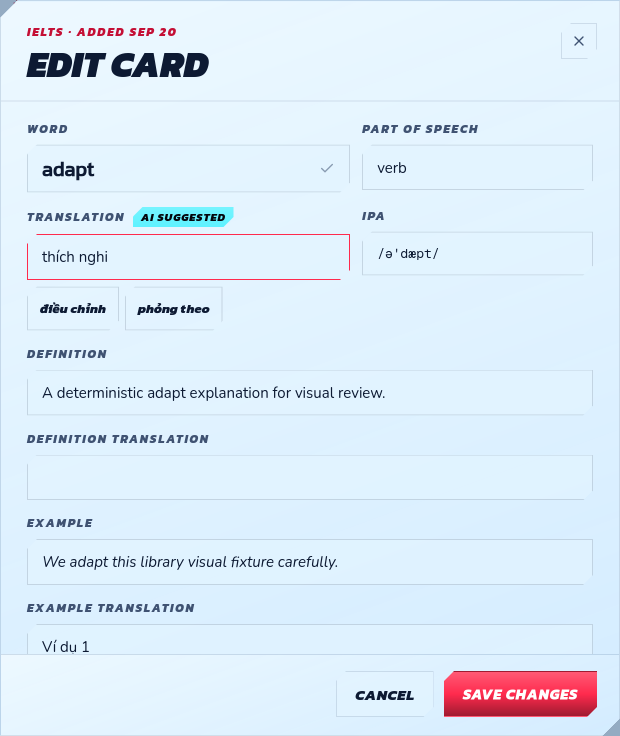 IELTS · ADDED SEP 20
EDIT CARD
WORD
adapt
PART OF SPEECH
verb
TRANSLATION AI SUGGESTED
thích nghi
IPA
/əˈdæpt/
điều chỉnh
phỏng theo
DEFINITION
A deterministic adapt explanation for visual review.
DEFINITION TRANSLATION
EXAMPLE
We adapt this library visual fixture carefully.
EXAMPLE TRANSLATION
Ví dụ 1
CANCEL
SAVE CHANGES